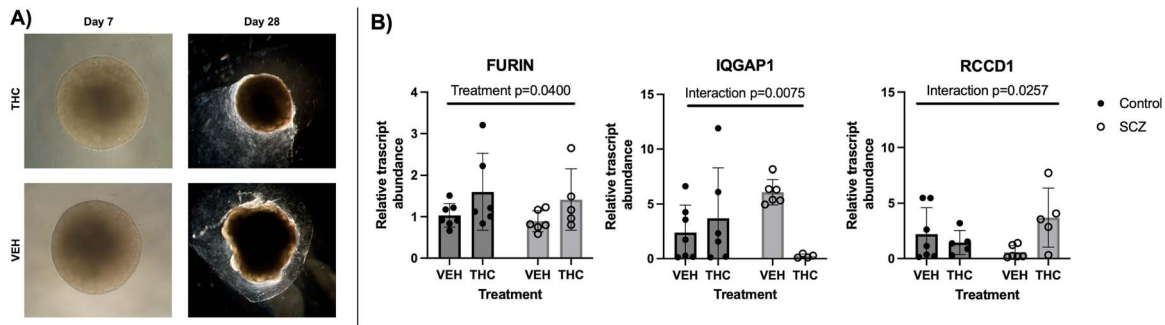 A)
Day 7 Day 28
THC
VEH
B)
FURIN
Treatment p=0.0400
Relative trascript
abundance
4
3
2
1
0
VEH THC VEH THC
Treatment
IQGAP1
Interaction p=0.0075
Relative trascript
abundance
15
10
5
0
VEH THC VEH THC
Treatment
RCCD1
Interaction p=0.0257
Relative trascript
abundance
15
10
5
0
VEH THC VEH THC
Treatment
Control
SCZ